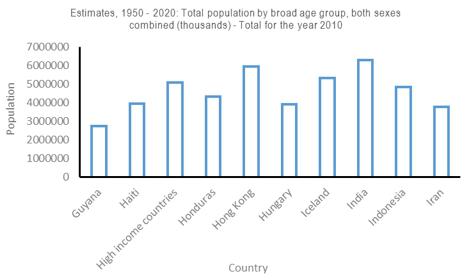 Estimates, 1950 - 2020: Total population by broad age group, both sexes
combined (thousands) - Total for the year 2010
7000000
6000000
5000000
4000000
3000000
2000000
1000000
0
Population
Guyana
Haiti
High income countries
Honduras
Hong Kong
Hungary
Iceland
India
Indonesia
Iran
Country